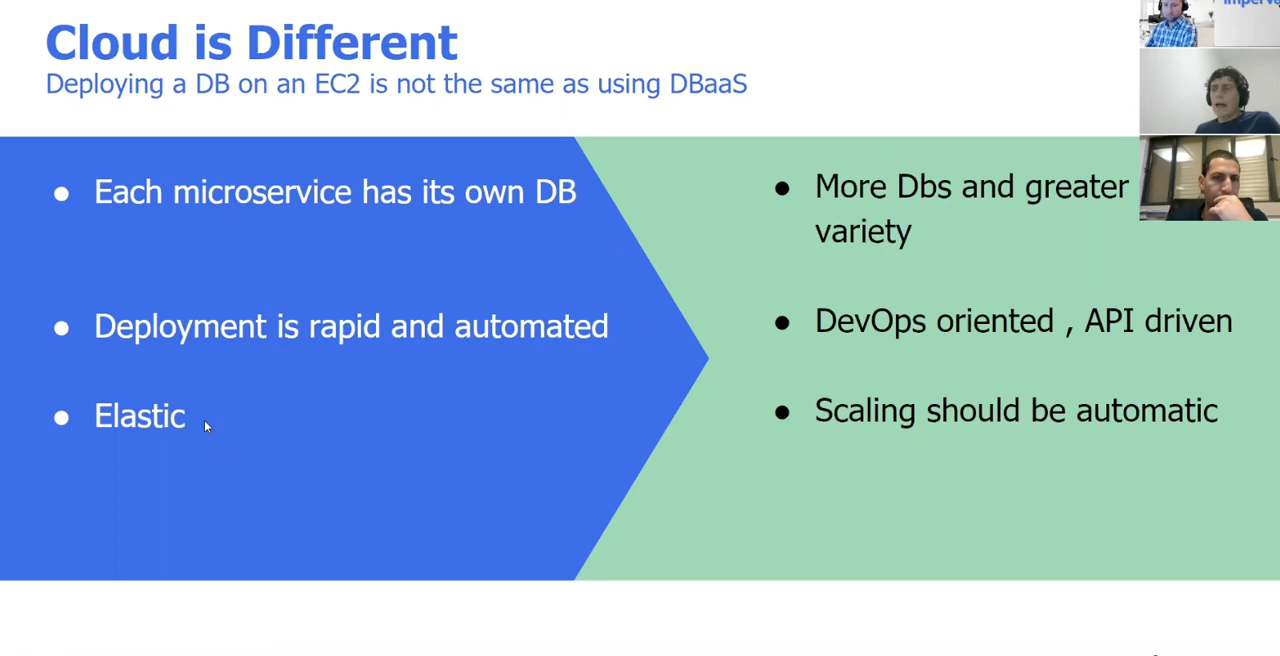 Cloud is Different
Deploying a DB on an EC2 is not the same as using DBaaS
● Each microservice has its own DB
● Deployment is rapid and automated
● Elastic
● More Dbs and greater
variety
● DevOps oriented , API driven
● Scaling should be automatic